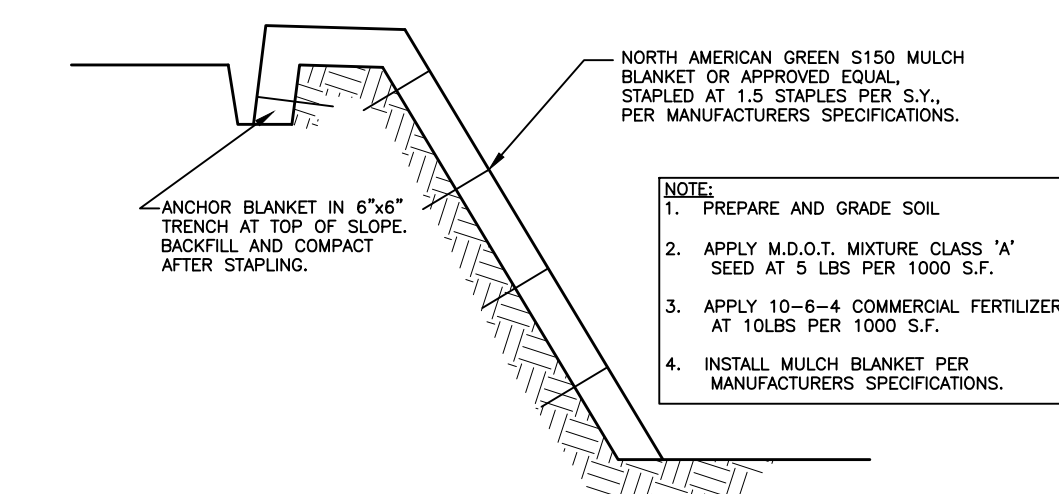 NORTH AMERICAN GREEN S150 MULCH
BLANKET OR APPROVED EQUAL,
STAPLED AT 1.5 STAPLES PER S.Y.,
PER MANUFACTURERS SPECIFICATIONS.
ANCHOR BLANKET IN 6"x6"
TRENCH AT TOP OF SLOPE.
BACKFILL AND COMPACT
AFTER STAPLING.
NOTE:
1. PREPARE AND GRADE SOIL
2. APPLY M.D.O.T. MIXTURE CLASS 'A'
SEED AT 5 LBS PER 1000 S.F.
3. APPLY 10-6-4 COMMERCIAL FERTILIZER
AT 10LBS PER 1000 S.F.
4. INSTALL MULCH BLANKET PER
MANUFACTURERS SPECIFICATIONS.